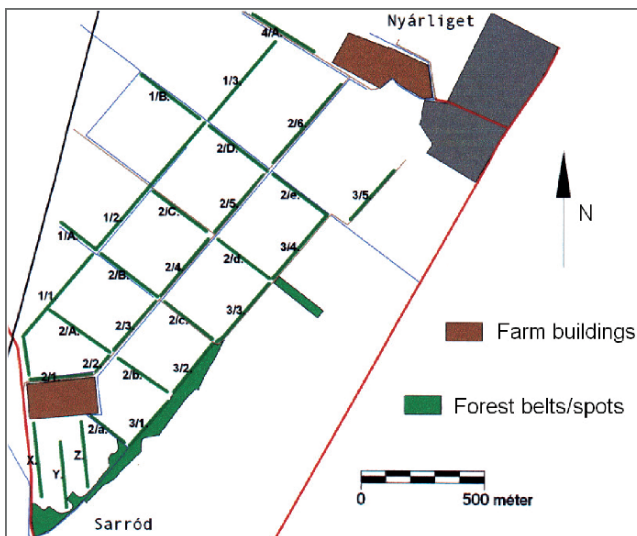 Nyárliget
4/A.
1/3.
1/B.
2/6.
2/D.
2/e.
3/5.
2/5.
2/C.
1/2.
1/A.
3/4.
2/d.
2/4.
2/B.
1/1
3/3.
2/c.
2/3.
2/A.
Farm buildings
2/2.
3/2.
2/1.
2/b.
Forest belts/spots
3/1.
2/a.
X.
Z.
Y.
N
0 500 méter
Sarród